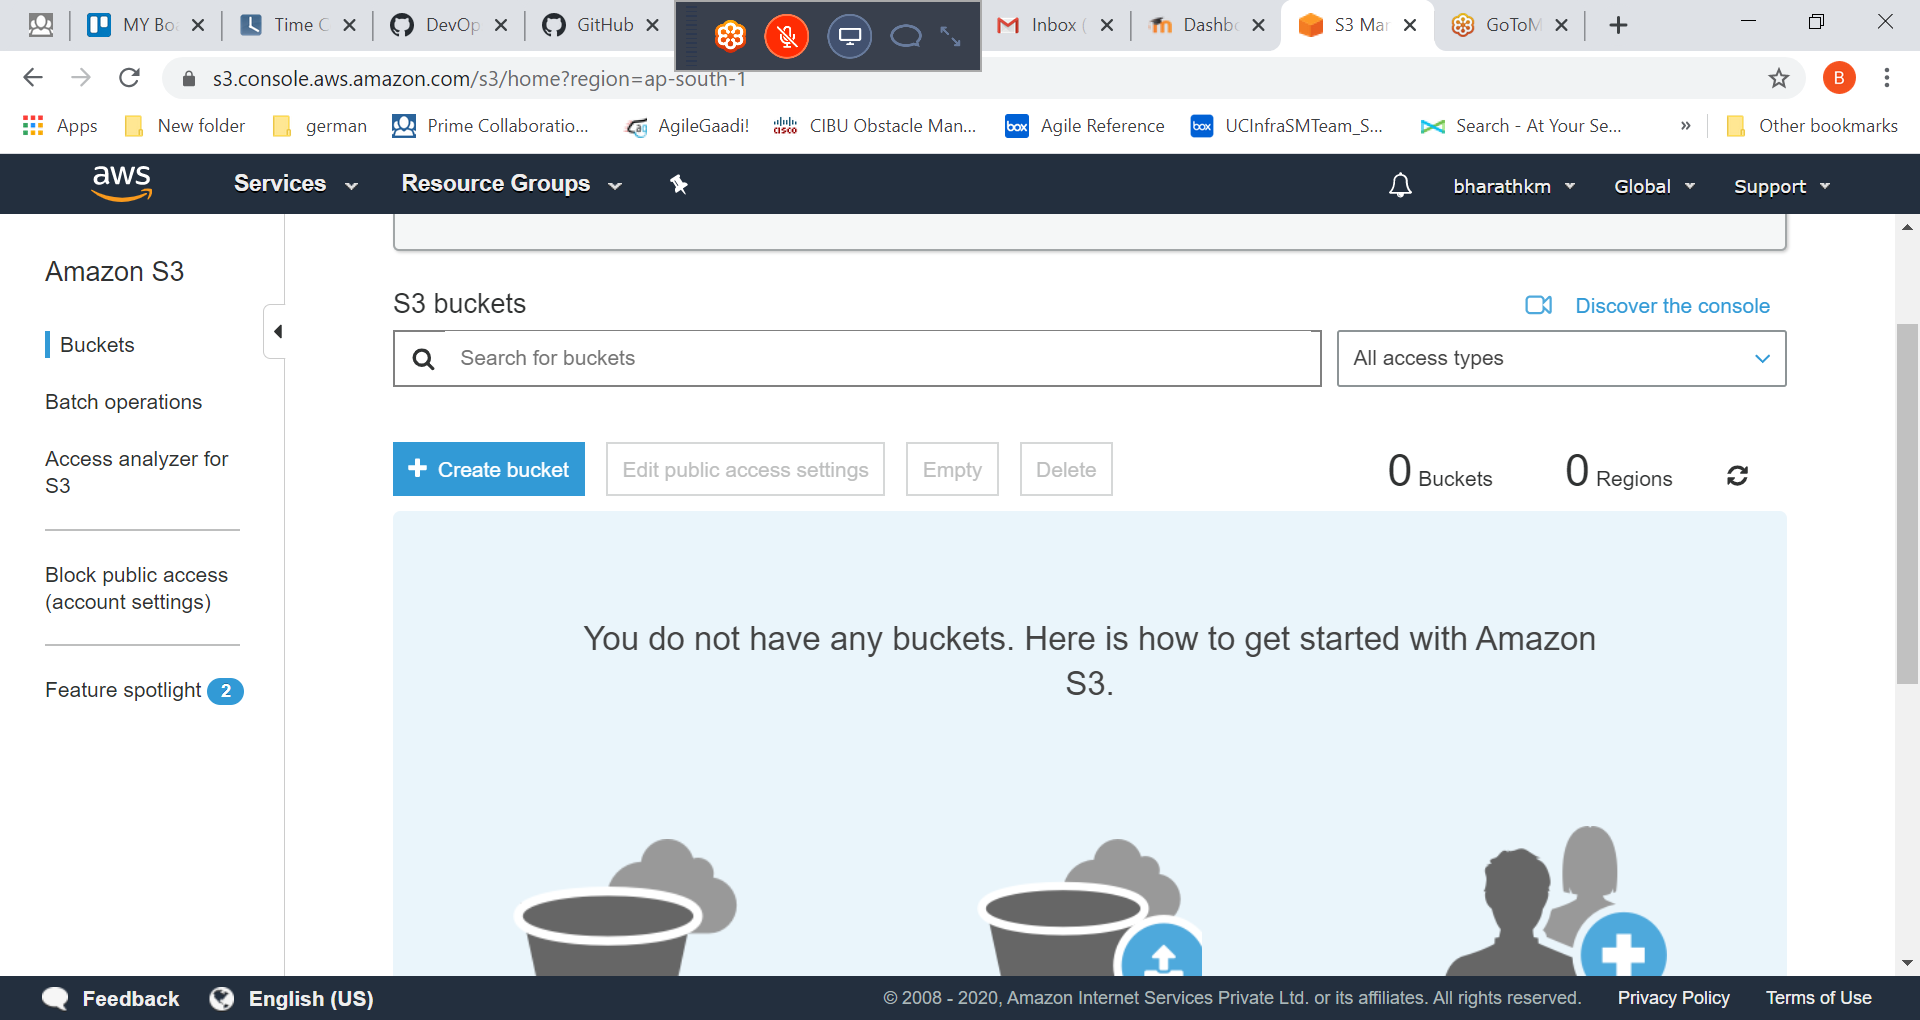 MY Bo
Time C
DevOp
GitHub
Inbox (
Dashb
S3 Mar
GoToM
s3.console.aws.amazon.com/s3/home?region=ap-south-1
B
Apps
New folder
german
Prime Collaboratio...
AgileGaadi!
CIBU Obstacle Man...
Agile Reference
UCInfraSMTeam_S...
Search - At Your Se...
»
Other bookmarks
aws
Services
Resource Groups
bharathkm
Global
Support
Amazon S3
Buckets
Batch operations
Access analyzer for
S3
Block public access
(account settings)
Feature spotlight 2
S3 buckets
Discover the console
Search for buckets
All access types
Create bucket
Edit public access settings
Empty
Delete
0 Buckets
0 Regions
You do not have any buckets. Here is how to get started with Amazon
S3.
Feedback
English (US)
© 2008 - 2020, Amazon Internet Services Private Ltd. or its affiliates. All rights reserved.
Privacy Policy
Terms of Use